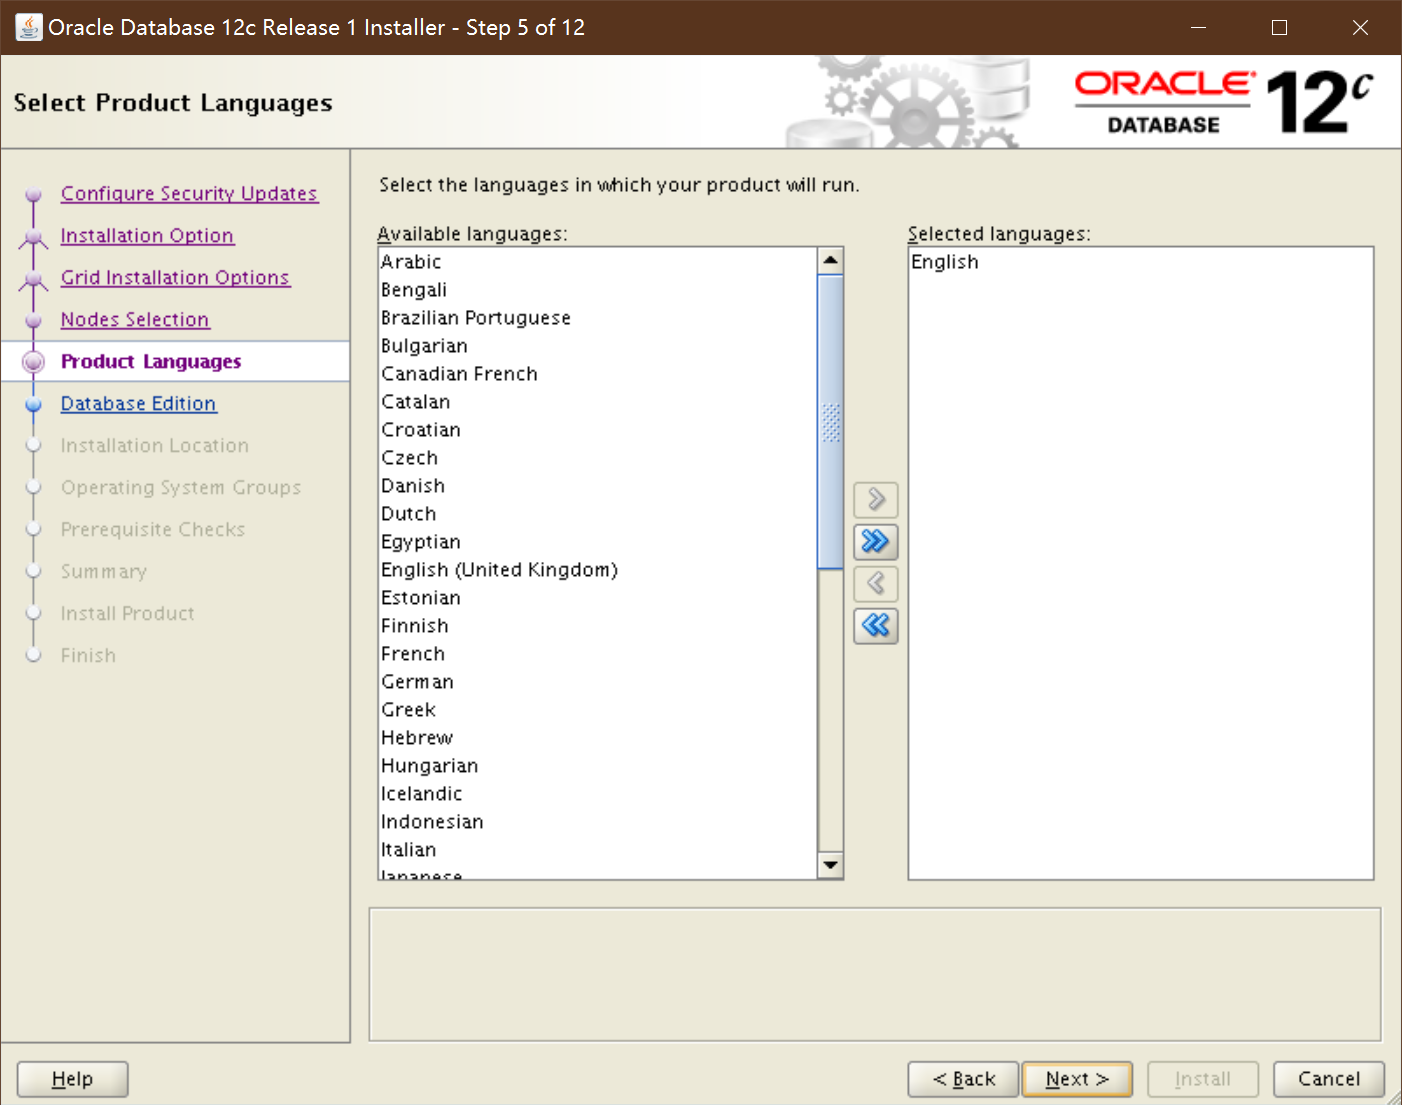 Oracle Database 12c Release 1 Installer - Step 5 of 12
Select Product Languages
ORACLE
DATABASE
12c
Configure Security Updates
Installation Option
Grid Installation Options
Nodes Selection
Product Languages
Database Edition
Installation Location
Operating System Groups
Prerequisite Checks
Summary
Install Product
Finish
Select the languages in which your product will run.
Available languages:
Arabic
Bengali
Brazilian Portuguese
Bulgarian
Canadian French
Catalan
Croatian
Czech
Danish
Dutch
Egyptian
English (United Kingdom)
Estonian
Finnish
French
German
Greek
Hebrew
Hungarian
Icelandic
Indonesian
Italian
Japanese
Selected languages:
English
Help
< Back
Next >
Install
Cancel